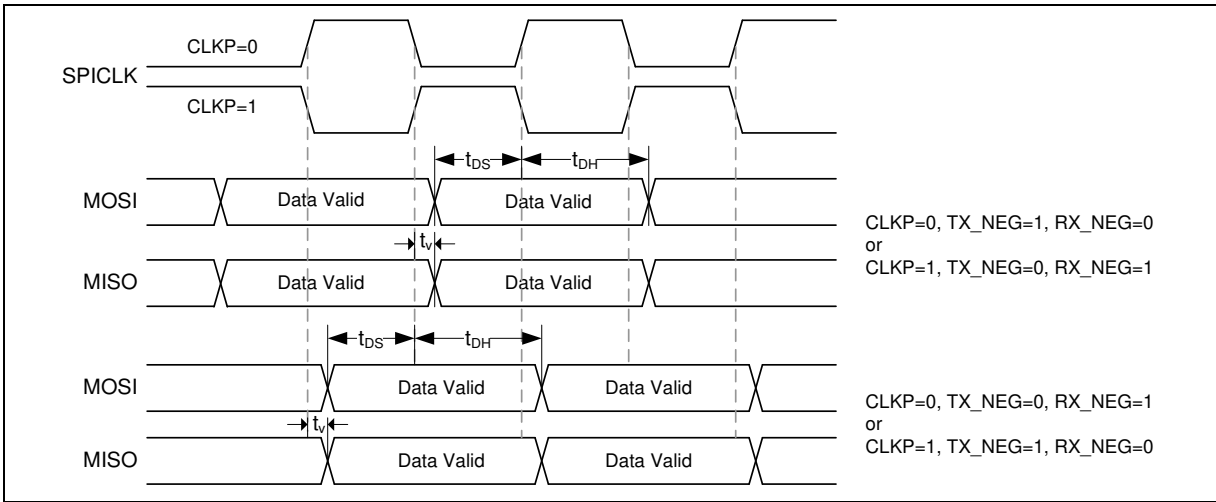 CLKP=0
SPICLK
CLKP=1
tDS
tDH
MOSI
Data Valid
Data Valid
tv
MISO
Data Valid
Data Valid
CLKP=0, TX_NEG=1, RX_NEG=0
or
CLKP=1, TX_NEG=0, RX_NEG=1
tDS
tDH
MOSI
Data Valid
Data Valid
tv
MISO
Data Valid
Data Valid
CLKP=0, TX_NEG=0, RX_NEG=1
or
CLKP=1, TX_NEG=1, RX_NEG=0